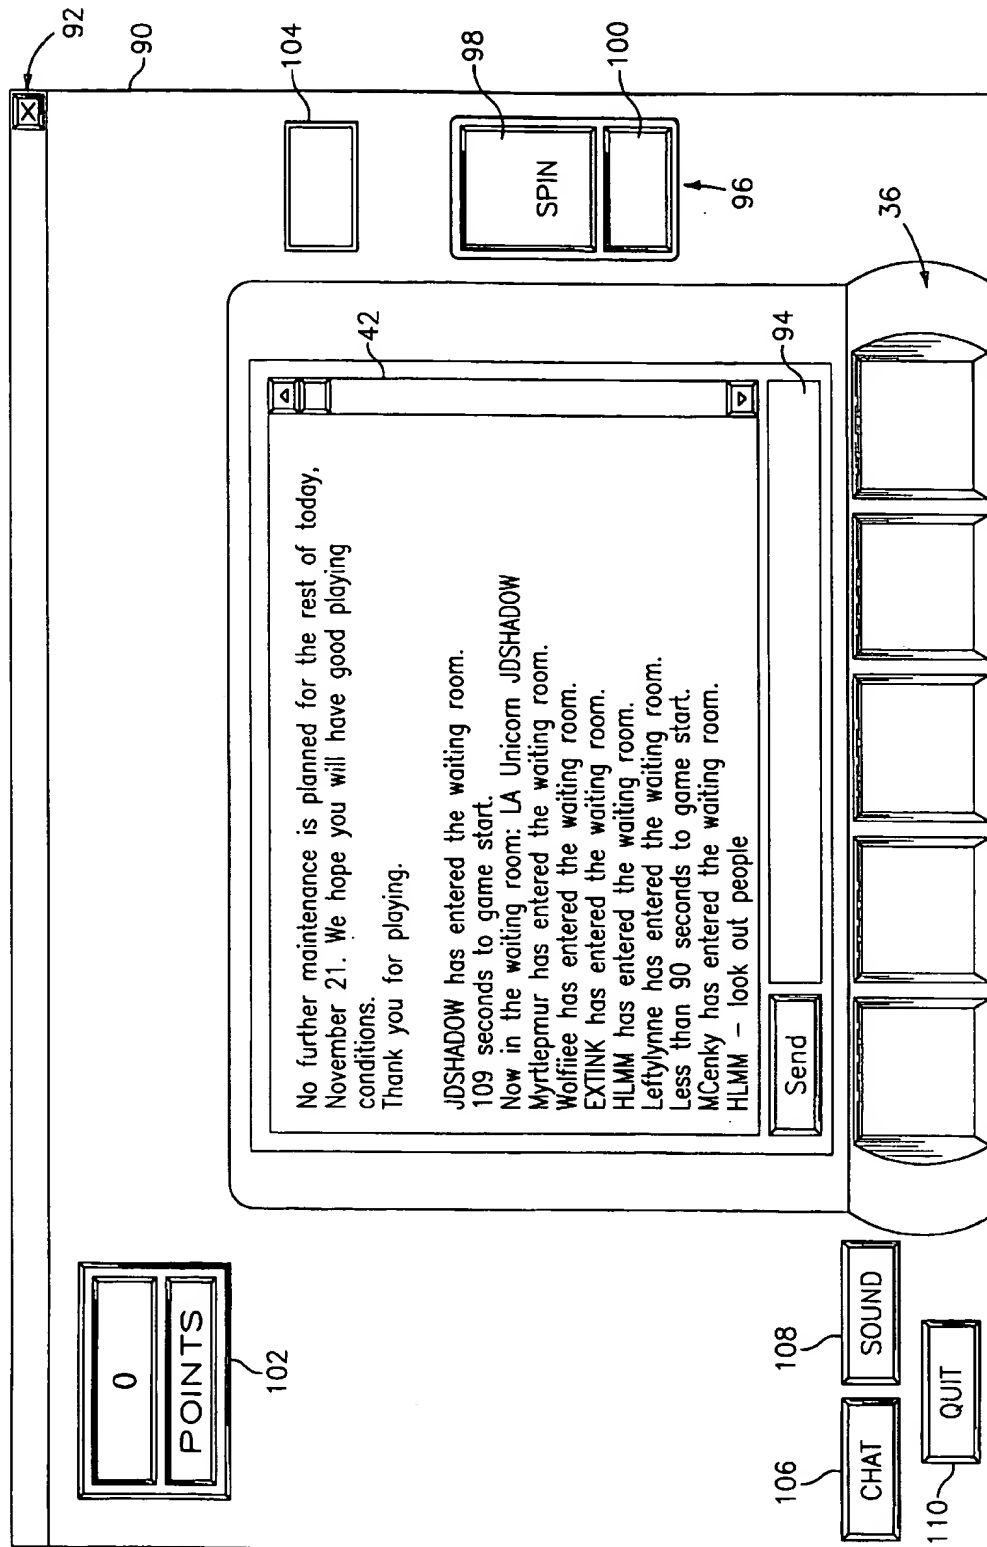 92
90
X
0
POINTS
102
104
98
SPIN
100
96
42
No further maintenance is planned for the rest of today,
November 21. We hope you will have good playing
conditions.
Thank you for playing.
JDSHADOW has entered the waiting room.
109 seconds to game start.
Now in the waiting room: LA Unicorn JDSHADOW
Myrtlepmur has entered the waiting room.
Wolfiiee has entered the waiting room.
EXTINK has entered the waiting room.
HLMM has entered the waiting room.
Leftylynne has entered the waiting room.
Less than 90 seconds to game start.
MCenky has entered the waiting room.
HLMM – look out people
Send
94
36
106
108
CHAT
SOUND
110
QUIT